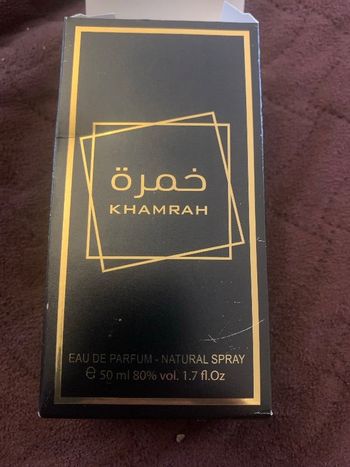 خمرة
KHAMRAH
EAU DE PARFUM - NATURAL SPRAY
℮ 50 ml 80% vol. 1.7 fl.Oz